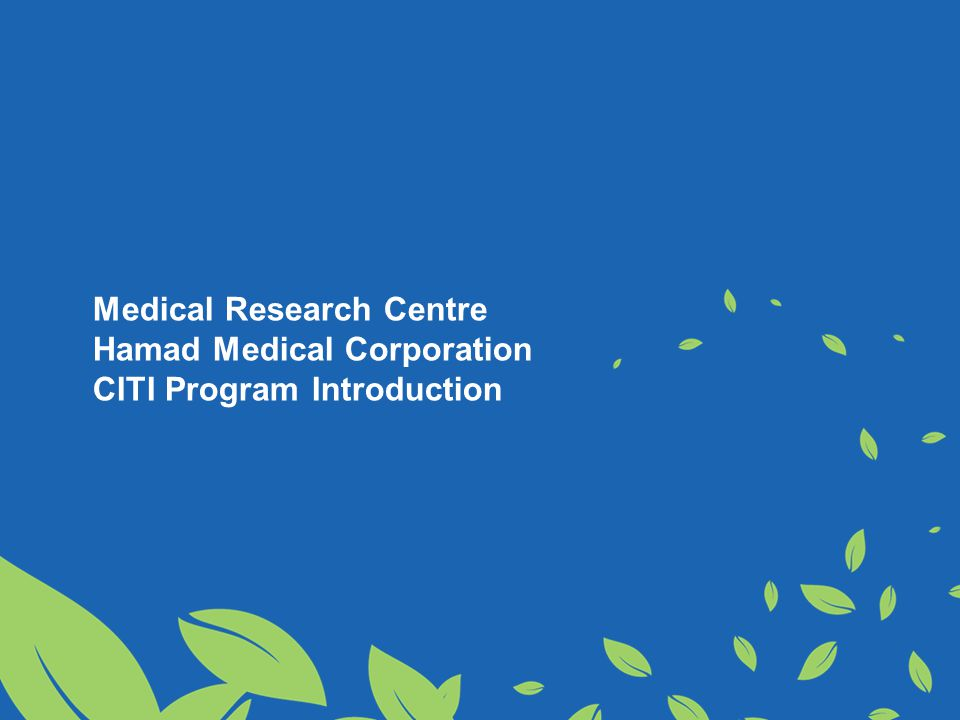 Medical Research Centre
Hamad Medical Corporation
CITI Program Introduction